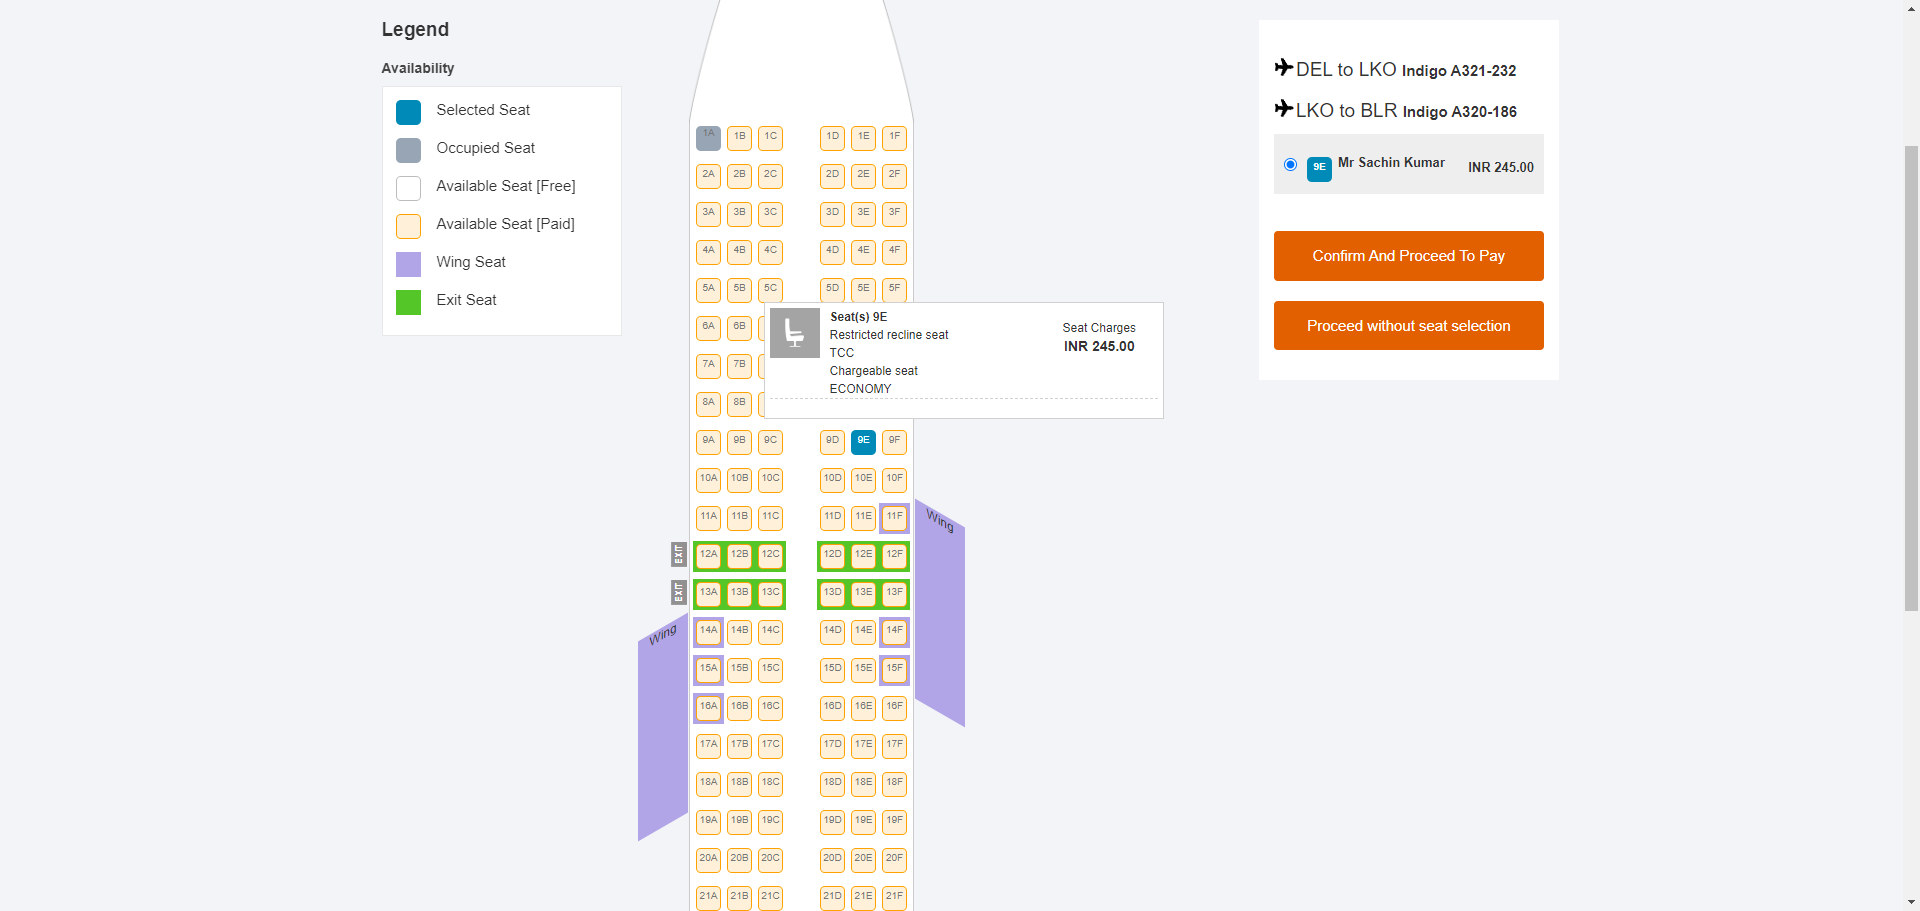 Legend
Availability
Selected Seat
Occupied Seat
Available Seat [Free]
Available Seat [Paid]
Wing Seat
Exit Seat
1A 1B 1C 1D 1E 1F
2A 2B 2C 2D 2E 2F
3A 3B 3C 3D 3E 3F
4A 4B 4C 4D 4E 4F
5A 5B 5C 5D 5E 5F
6A 6B
7A 7B
8A 8B
Seat(s) 9E
Restricted recline seat
TCC
Chargeable seat
ECONOMY
Seat Charges
INR 245.00
9A 9B 9C 9D 9E 9F
10A 10B 10C 10D 10E 10F
11A 11B 11C 11D 11E 11F
Wing
EXIT 12A 12B 12C 12D 12E 12F
EXIT 13A 13B 13C 13D 13E 13F
Wing
14A 14B 14C 14D 14E 14F
15A 15B 15C 15D 15E 15F
16A 16B 16C 16D 16E 16F
17A 17B 17C 17D 17E 17F
18A 18B 18C 18D 18E 18F
19A 19B 19C 19D 19E 19F
20A 20B 20C 20D 20E 20F
21A 21B 21C 21D 21E 21F
DEL to LKO Indigo A321-232
LKO to BLR Indigo A320-186
9E Mr Sachin Kumar INR 245.00
Confirm And Proceed To Pay
Proceed without seat selection